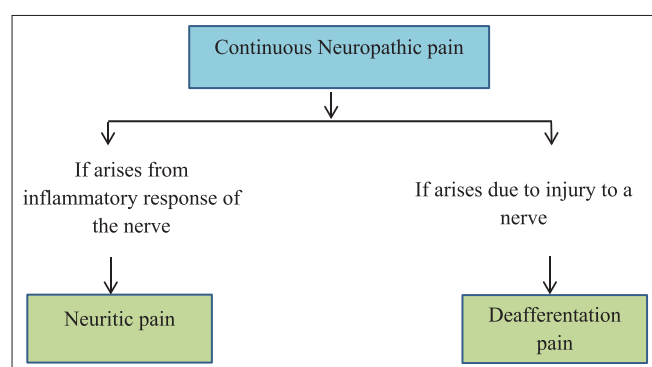 Continuous Neuropathic pain
If arises from
inflammatory response of
the nerve
If arises due to injury to a
nerve
Neuritic pain
Deafferentation
pain